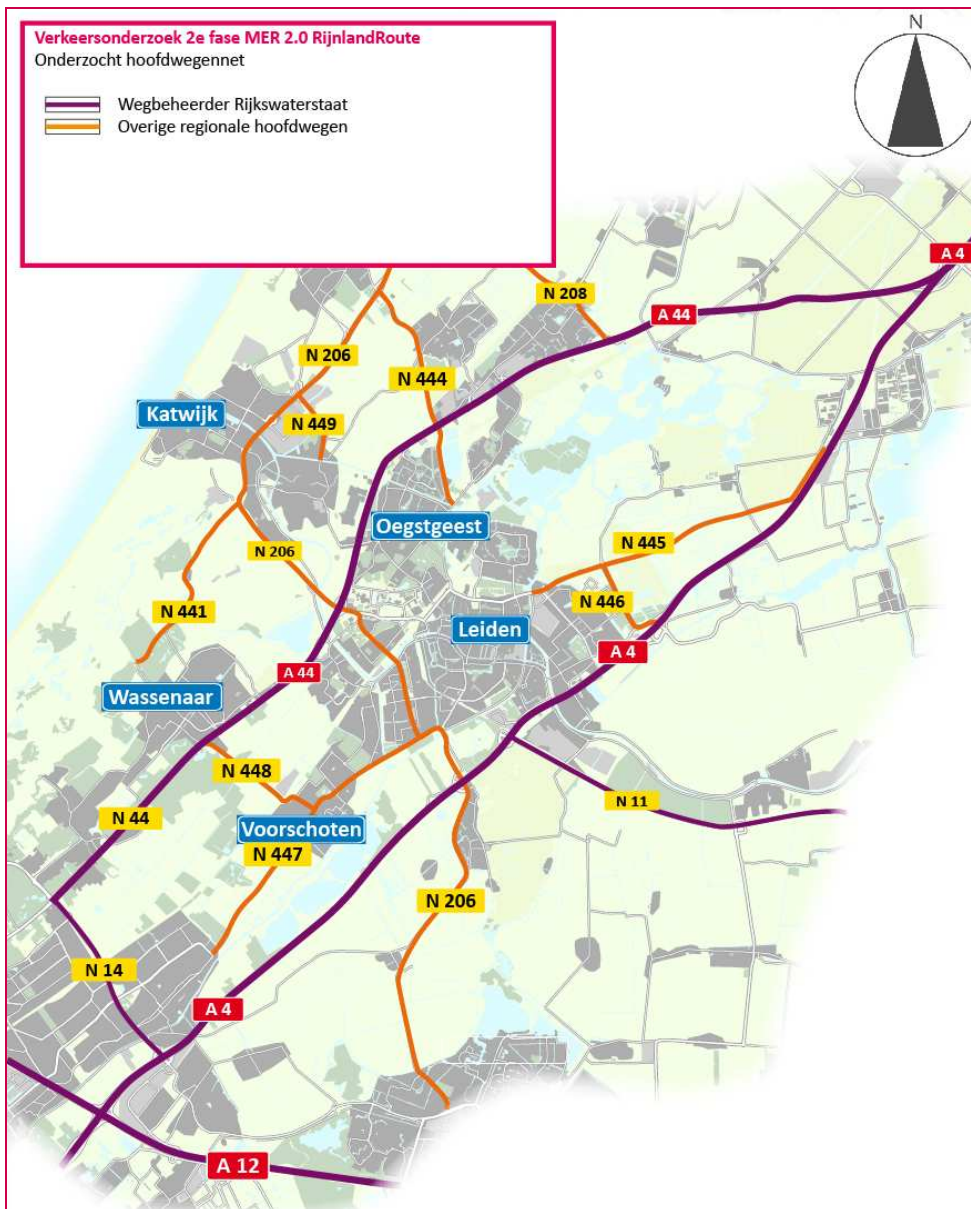 Verkeersonderzoek 2e fase MER 2.0 RijnlandRoute
Onderzocht hoofdwegennet
Wegbeheerder Rijkswaterstaat
Overige regionale hoofdwegen
N
A 4
N 208
A 44
N 206
N 444
Katwijk
N 449
Oegstgeest
N 206
N 445
N 441
N 446
Leiden
A 4
A 44
Wassenaar
N 448
N 11
N 44
Voorschoten
N 447
N 206
N 14
A 4
A 12